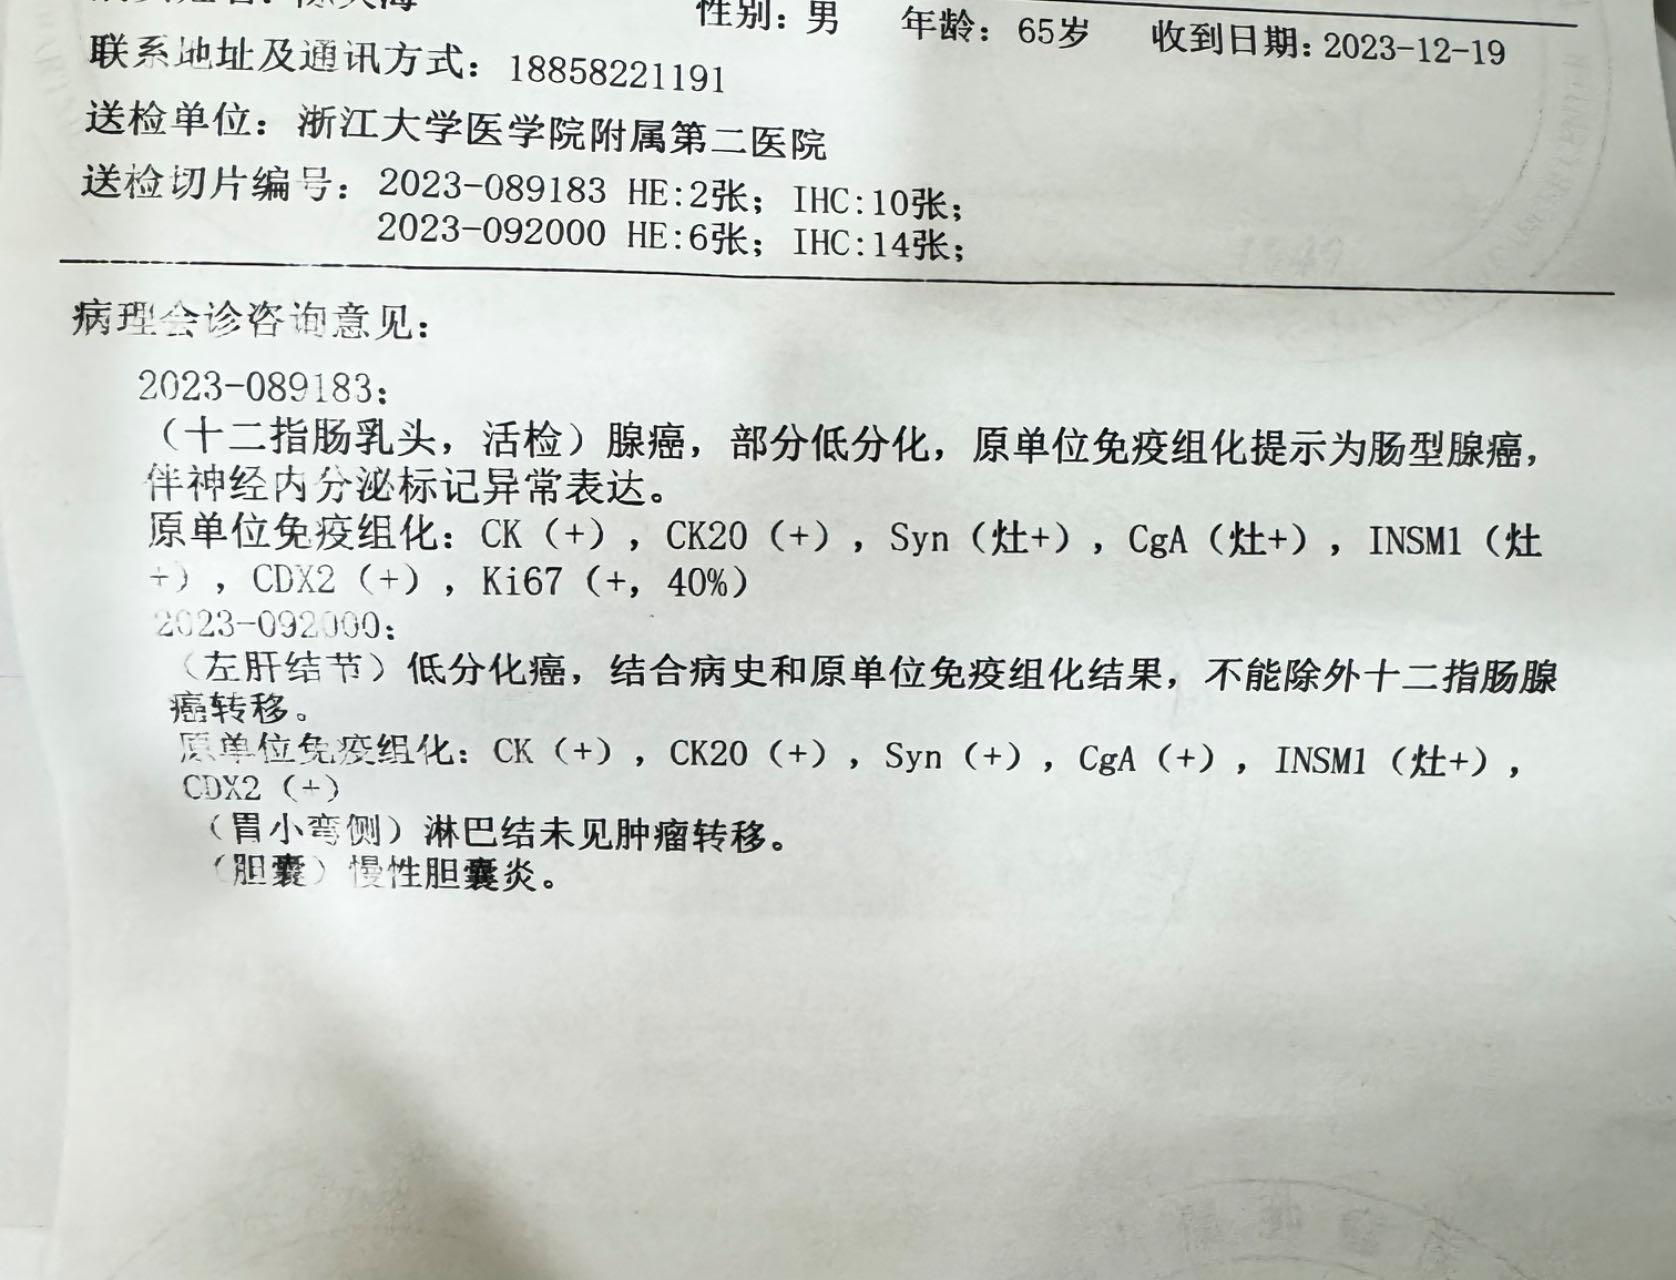 性别：男 年龄：65岁 收到日期：2023-12-19
联系地址及通讯方式：18858221191
送检单位：浙江大学医学院附属第二医院
送检切片编号：2023-089183 HE:2张；IHC:10张；
2023-092000 HE:6张；IHC:14张；
病理会诊咨询意见：
2023-089183：
（十二指肠乳头，活检）腺癌，部分低分化，原单位免疫组化提示为肠型腺癌，
伴神经内分泌标记异常表达。
原单位免疫组化：CK（+），CK20（+），Syn（灶+），CgA（灶+），INSM1（灶
+），CDX2（+），Ki67（+，40%）
2023-092000：
（左肝结节）低分化癌，结合病史和原单位免疫组化结果，不能除外十二指肠腺
癌转移。
原单位免疫组化：CK（+），CK20（+），Syn（+），CgA（+），INSM1（灶+），
CDX2（+）
（胃小弯侧）淋巴结未见肿瘤转移。
（胆囊）慢性胆囊炎。